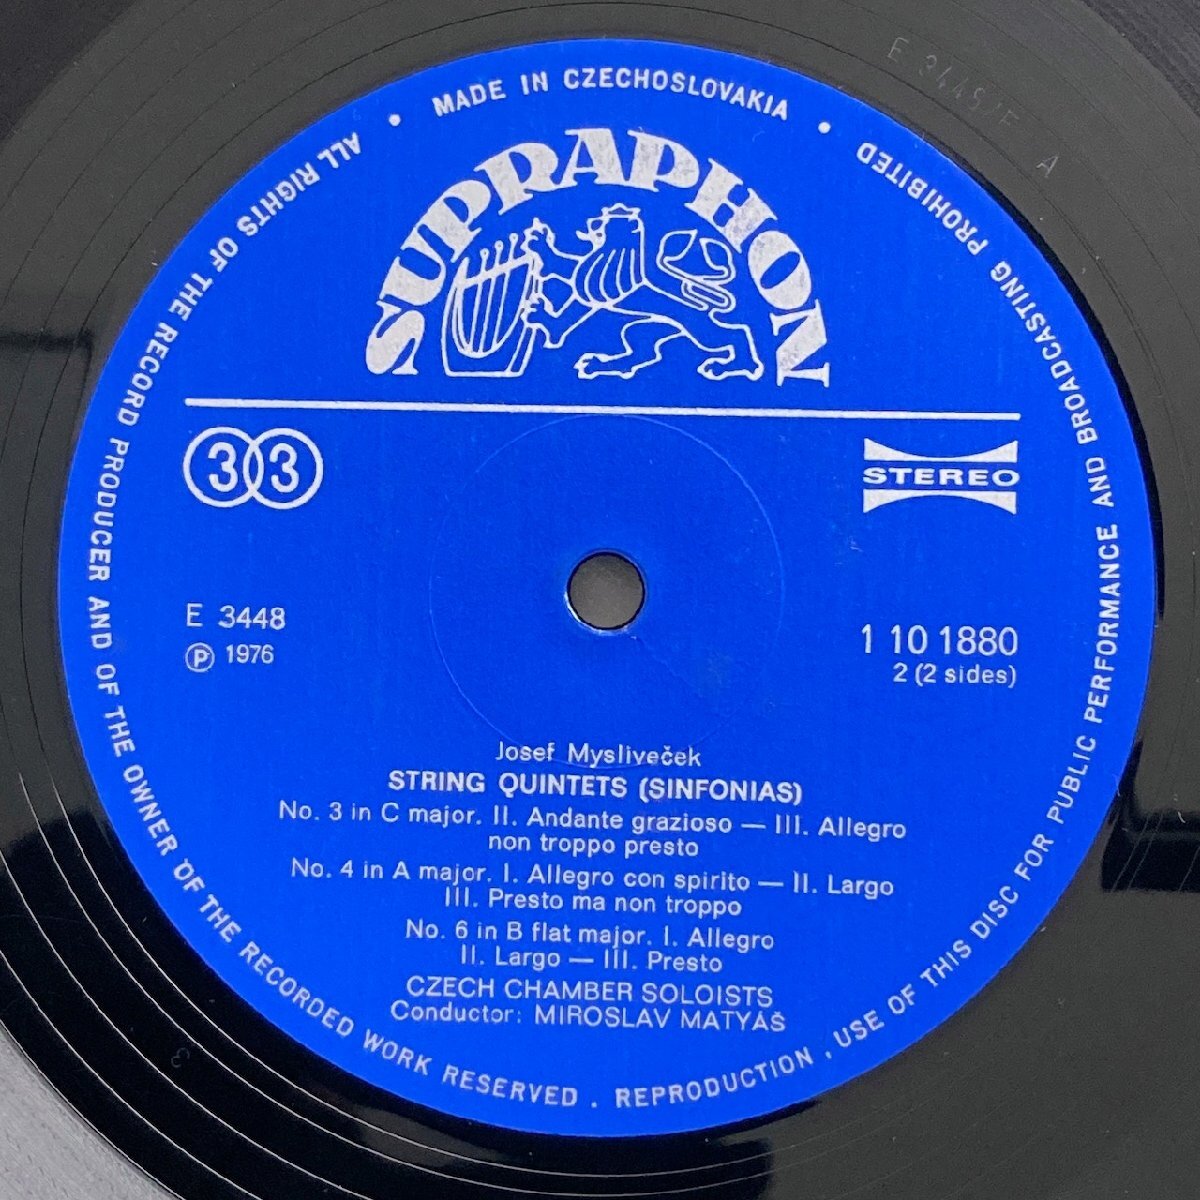 MADE IN CZECHOSLOVAKIA
ALL RIGHTS OF THE RECORD PRODUCER AND OF THE OWNER OF THE RECORDED WORK RESERVED . REPRODUCTION , USE OF THIS DISC FOR PUBLIC PERFORMANCE AND BROADCASTING PROHIBITED
SUPRAPHON
33
STEREO
E 3448
1 10 1880
℗ 1976
2 (2 sides)
Josef Mysliveček
STRING QUINTETS (SINFONIAS)
No. 3 in C major. II. Andante grazioso — III. Allegro
non troppo presto
No. 4 in A major. I. Allegro con spirito — II. Largo
III. Presto ma non troppo
No. 6 in B flat major. I. Allegro
II. Largo — III. Presto
CZECH CHAMBER SOLOISTS
Conductor: MIROSLAV MATYÁŠ